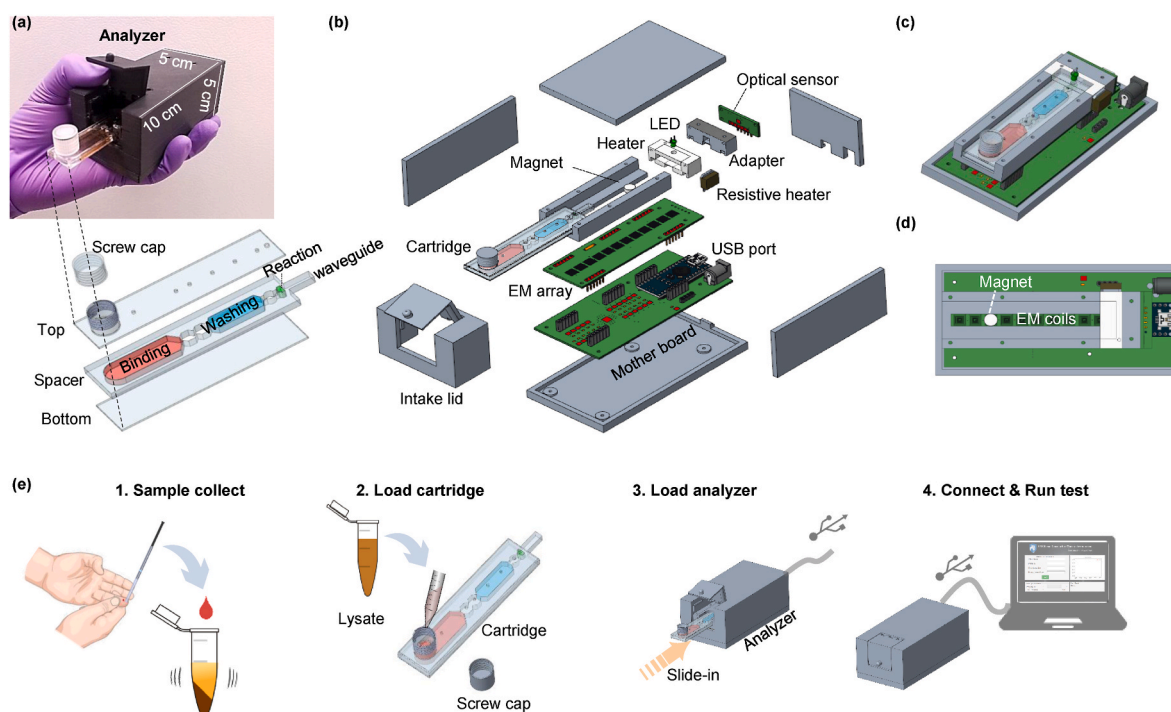 (a)
Analyzer
5 cm
5 cm
10 cm
Screw cap
Reaction
waveguide
Washing
Top
Binding
Spacer
Bottom
(b)
Optical sensor
LED
Heater
Adapter
Magnet
Resistive heater
Cartridge
USB port
EM array
Mother board
Intake lid
(c)
(d)
Magnet
EM coils
(e)
1. Sample collect
2. Load cartridge
Lysate
Cartridge
Screw cap
3. Load analyzer
Analyzer
Slide-in
4. Connect & Run test